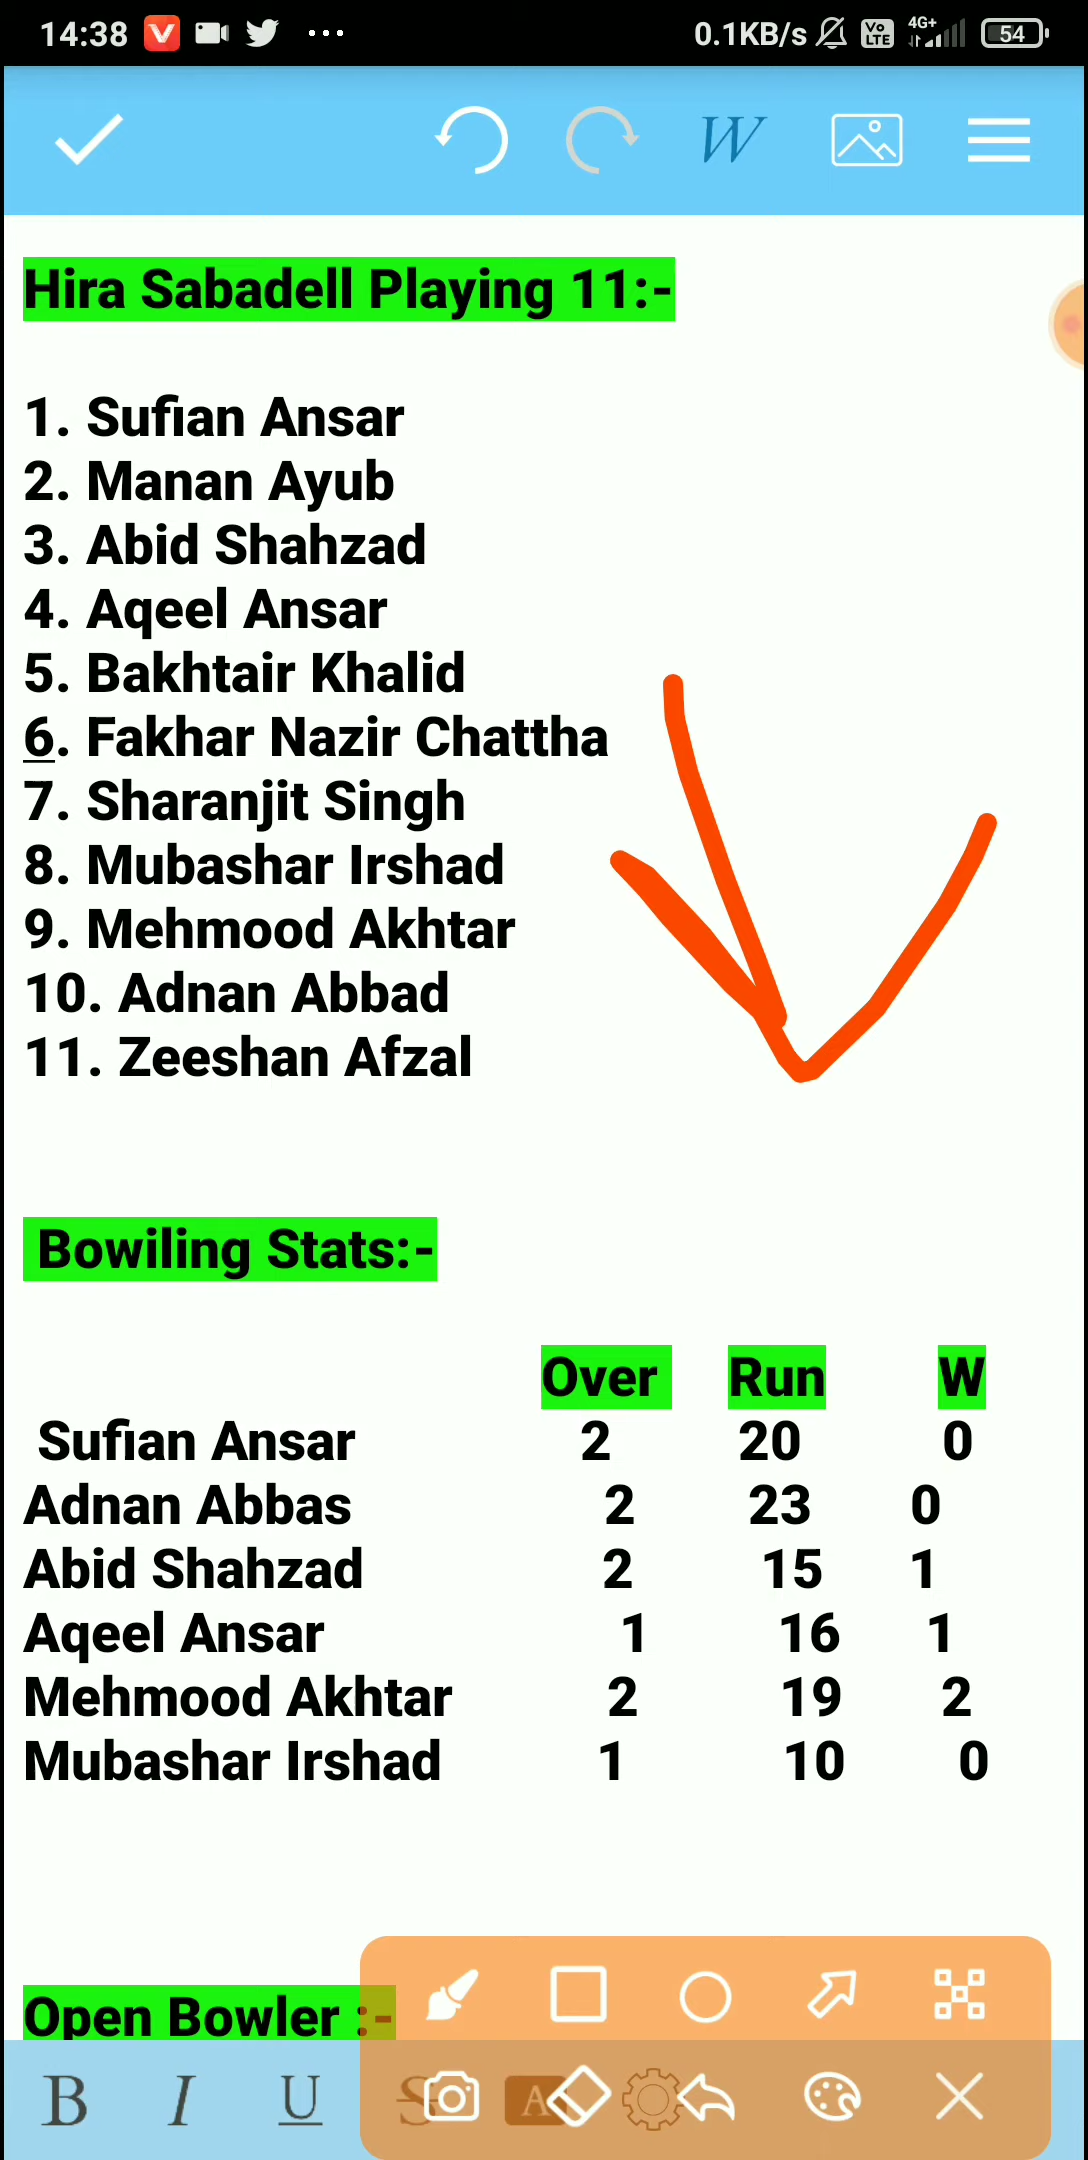 14:38 V 0.1KB/s Vo LTE 4G+ 54
W
Hira Sabadell Playing 11:-
1. Sufian Ansar
2. Manan Ayub
3. Abid Shahzad
4. Aqeel Ansar
5. Bakhtair Khalid
6. Fakhar Nazir Chattha
7. Sharanjit Singh
8. Mubashar Irshad
9. Mehmood Akhtar
10. Adnan Abbad
11. Zeeshan Afzal
Bowiling Stats:-
Over Run W
Sufian Ansar 2 20 0
Adnan Abbas 2 23 0
Abid Shahzad 2 15 1
Aqeel Ansar 1 16 1
Mehmood Akhtar 2 19 2
Mubashar Irshad 1 10 0
Open Bowler :-
B I U S A